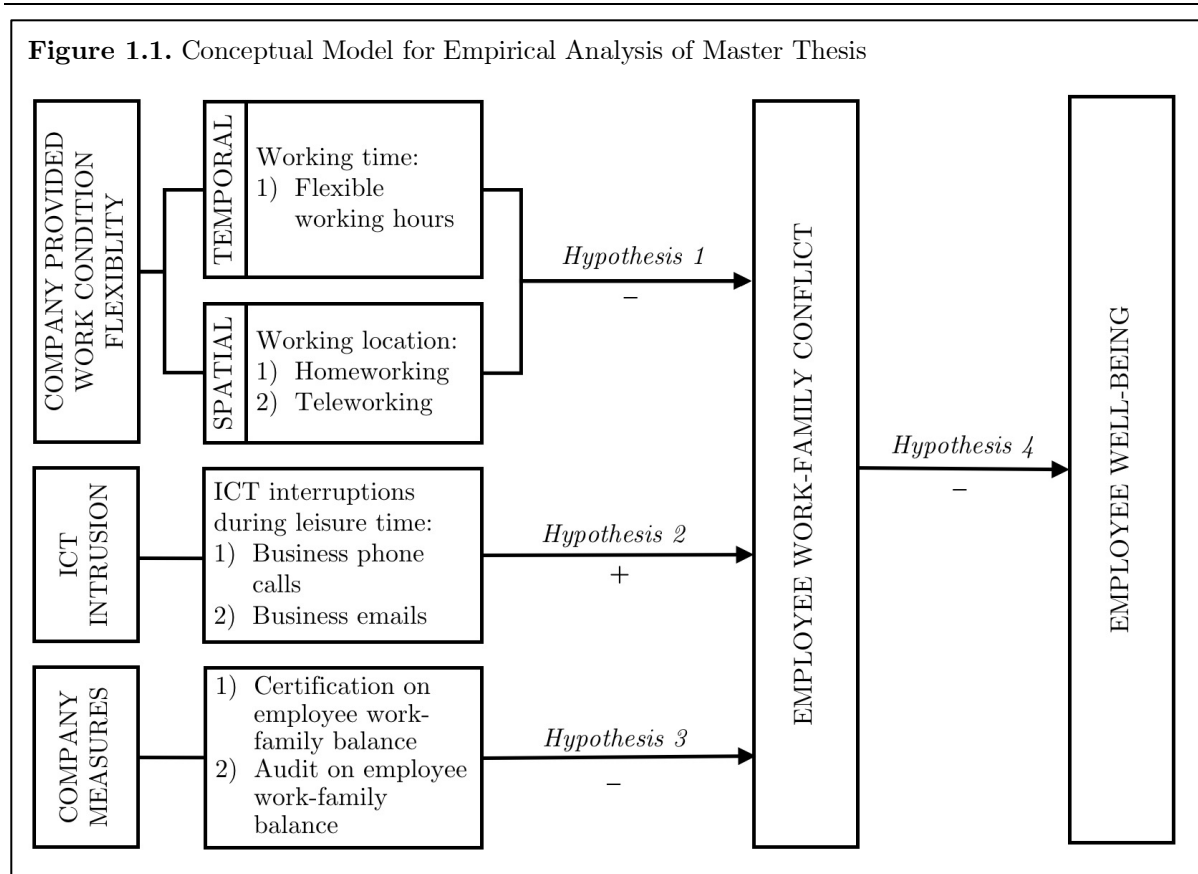 Figure 1.1. Conceptual Model for Empirical Analysis of Master Thesis
COMPANY PROVIDED
WORK CONDITION
FLEXIBLITY
TEMPORAL
Working time:
1) Flexible
working hours
SPATIAL
Working location:
1) Homeworking
2) Teleworking
Hypothesis 1
–
ICT
INTRUSION
ICT interruptions
during leisure time:
1) Business phone
calls
2) Business emails
Hypothesis 2
+
COMPANY
MEASURES
1) Certification on
employee work-
family balance
2) Audit on employee
work-family
balance
Hypothesis 3
–
EMPLOYEE WORK-FAMILY CONFLICT
Hypothesis 4
–
EMPLOYEE WELL-BEING